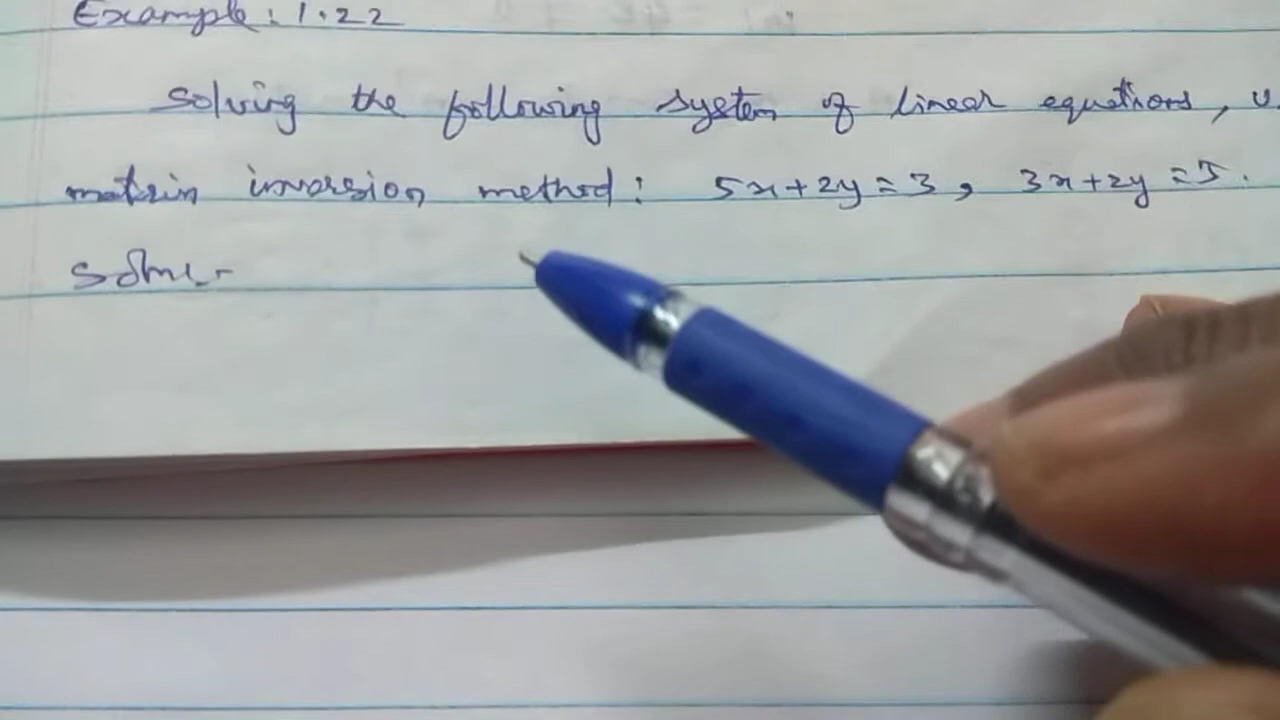 Example: 1.22
Solving the following system of linear equations,
matrix inversion method: 5x+2y=3, 3x+2y=5.
Soln:-